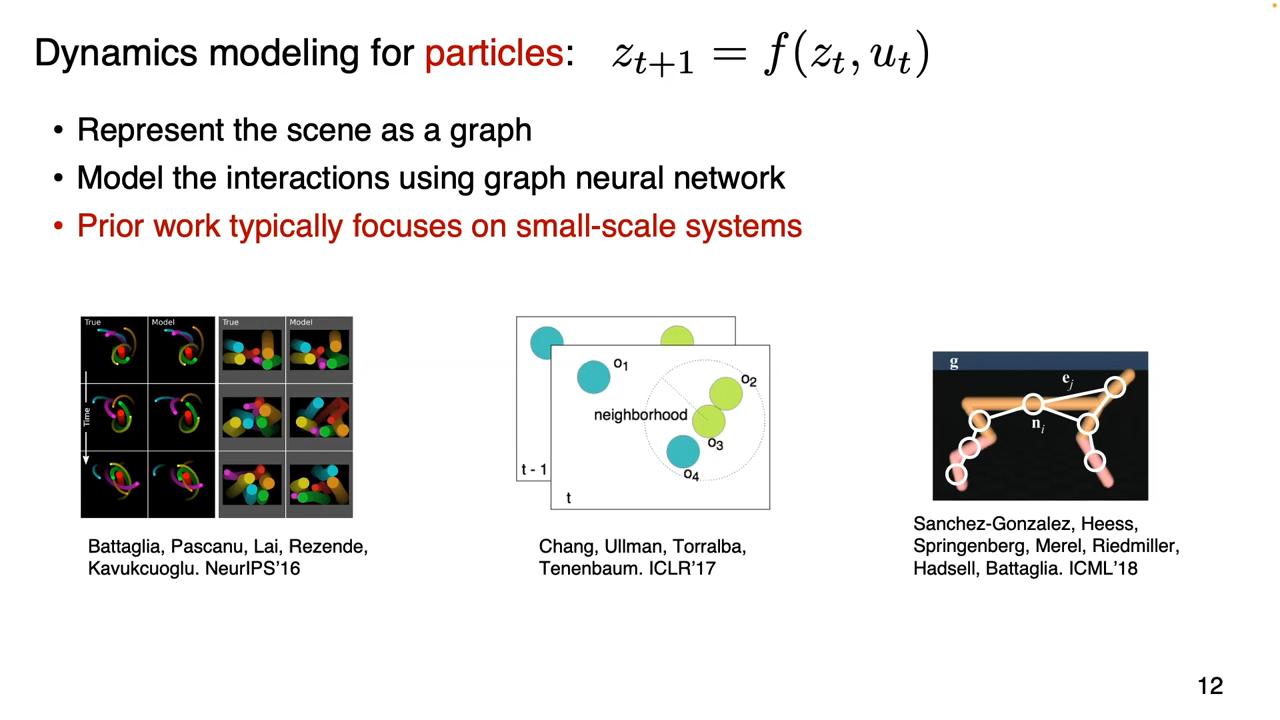 Dynamics modeling for particles: z_{t+1} = f(z_t, u_t)
• Represent the scene as a graph
• Model the interactions using graph neural network
• Prior work typically focuses on small-scale systems
True Model True Model
Time
t - 1
o1
o2
neighborhood
o3
o4
t
g
e_j
n_i
Battaglia, Pascanu, Lai, Rezende,
Kavukcuoglu. NeurIPS’16
Chang, Ullman, Torralba,
Tenenbaum. ICLR’17
Sanchez-Gonzalez, Heess,
Springenberg, Merel, Riedmiller,
Hadsell, Battaglia. ICML’18
12